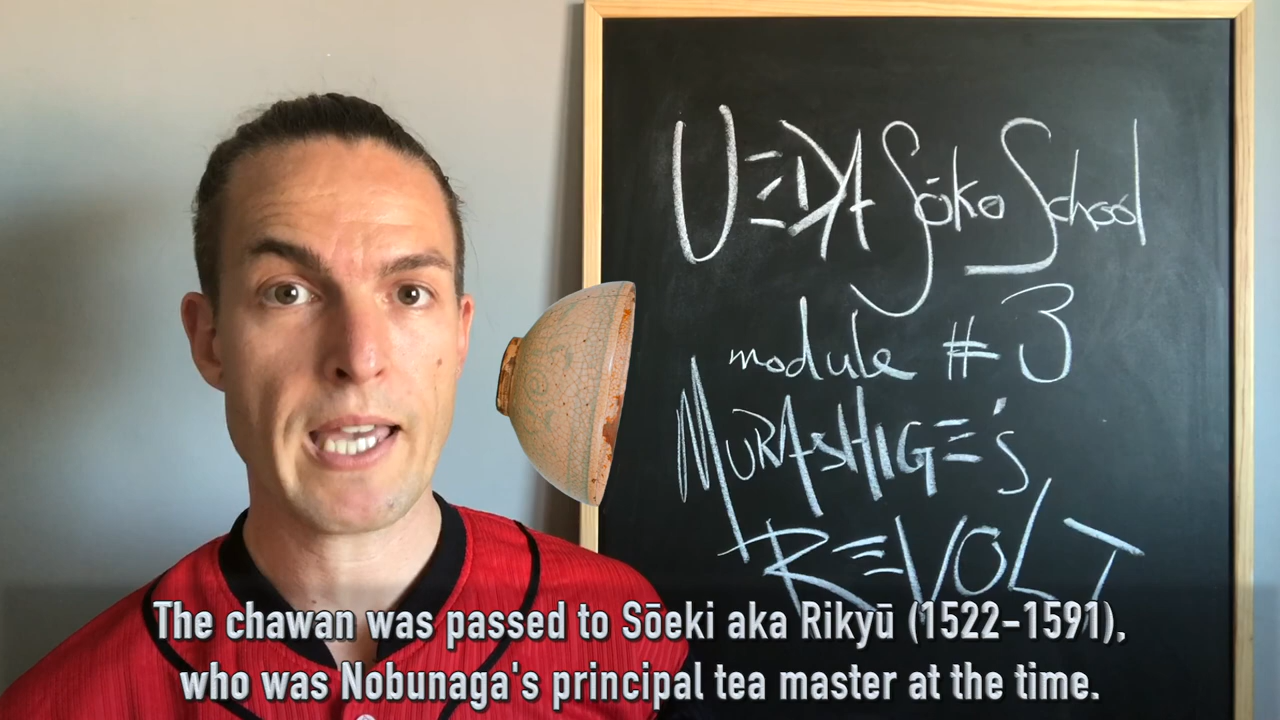 UEDA Sōko School
module # 3
MURASHIGE's
REVOLT
The chawan was passed to Sōeki aka Rikyū (1522–1591),
who was Nobunaga's principal tea master at the time.